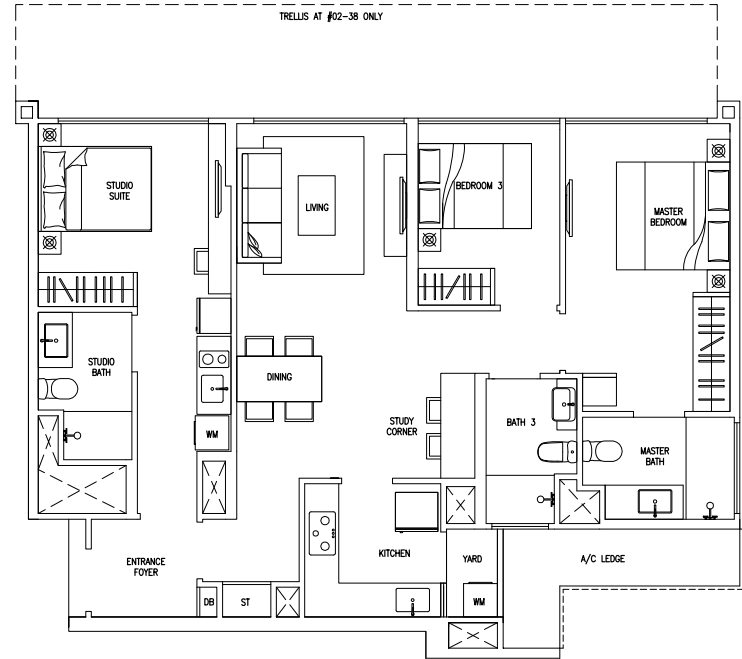 TRELLIS AT #02-38 ONLY
STUDIO
SUITE
LIVING
BEDROOM 3
MASTER
BEDROOM
STUDIO
BATH
DINING
STUDY
CORNER
BATH 3
WM
MASTER
BATH
ENTRANCE
FOYER
KITCHEN
YARD
A/C LEDGE
DB
ST
WM